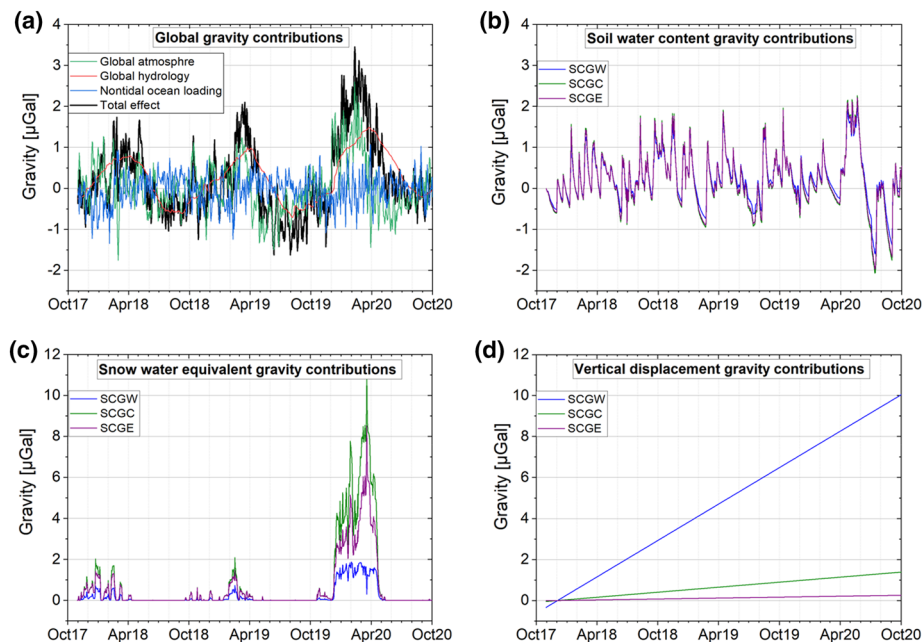 (a)
Global gravity contributions
Global atmosphre
Global hydrology
Nontidal ocean loading
Total effect
Gravity [µGal]
4
3
2
1
0
-1
-2
Oct17 Apr18 Oct18 Apr19 Oct19 Apr20 Oct20
(b)
Soil water content gravity contributions
SCGW
SCGC
SCGE
Gravity [µGal]
4
3
2
1
0
-1
-2
Oct17 Apr18 Oct18 Apr19 Oct19 Apr20 Oct20
(c)
Snow water equivalent gravity contributions
SCGW
SCGC
SCGE
Gravity [µGal]
12
10
8
6
4
2
0
Oct17 Apr18 Oct18 Apr19 Oct19 Apr20 Oct20
(d)
Vertical displacement gravity contributions
SCGW
SCGC
SCGE
Gravity [µGal]
12
10
8
6
4
2
0
Oct17 Apr18 Oct18 Apr19 Oct19 Apr20 Oct20